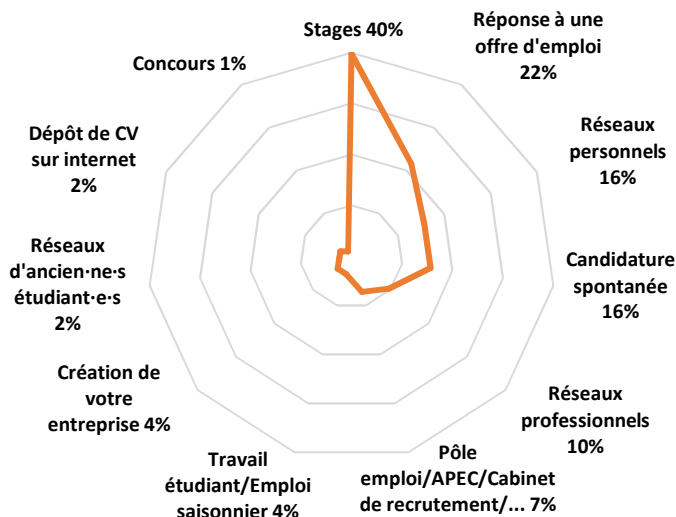 Stages 40%
Réponse à une
offre d'emploi
22%
Réseaux
personnels
16%
Candidature
spontanée
16%
Réseaux
professionnels
10%
Pôle
emploi/APEC/Cabinet
de recrutement/... 7%
Travail
étudiant/Emploi
saisonnier 4%
Création de
votre
entreprise 4%
Réseaux
d'ancien·ne·s
étudiant·e·s
2%
Dépôt de CV
sur internet
2%
Concours 1%